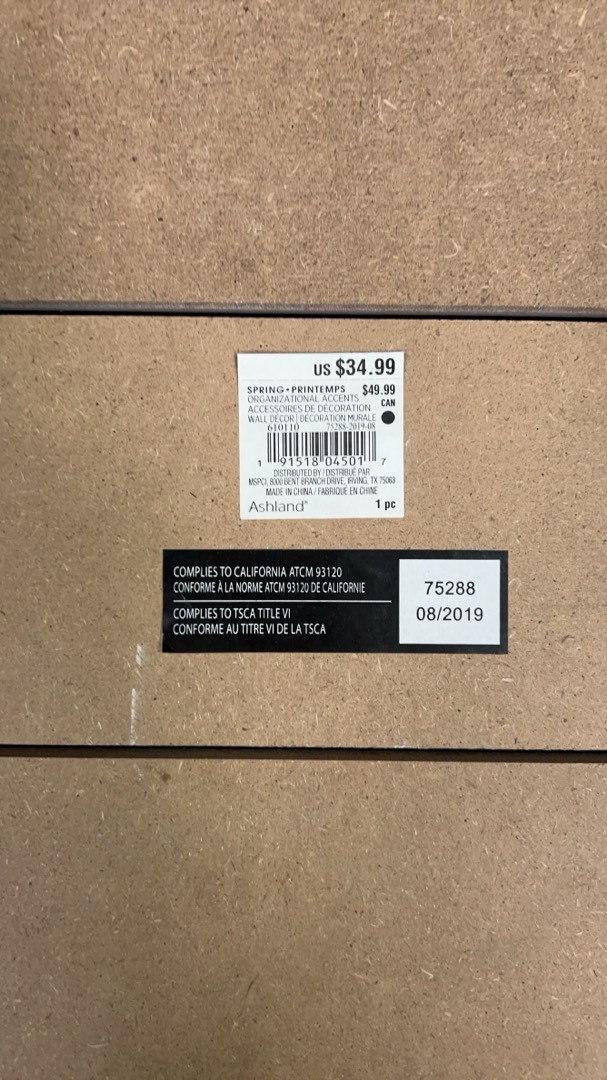 US $34.99
SPRING • PRINTEMPS $49.99
ORGANIZATIONAL ACCENTS CAN
ACCESSOIRES DE DÉCORATION
WALL DÉCOR | DÉCORATION MURALE
610110 75288-2019-08
1 91518 04501 7
DISTRIBUTED BY / DISTRIBUÉ PAR
MSPCI, 8000 BENT BRANCH DRIVE, IRVING, TX 75063
MADE IN CHINA / FABRIQUÉ EN CHINE
Ashland® 1 pc
COMPLIES TO CALIFORNIA ATCM 93120
CONFORME À LA NORME ATCM 93120 DE CALIFORNIE
COMPLIES TO TSCA TITLE VI
CONFORME AU TITRE VI DE LA TSCA
75288
08/2019